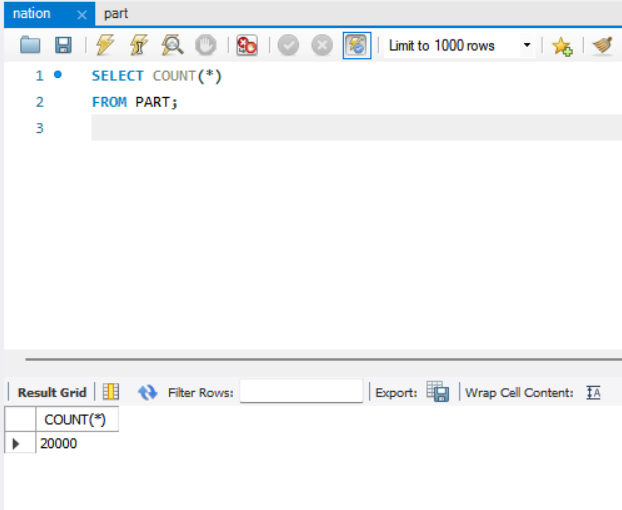 nation × part
Limit to 1000 rows
1 SELECT COUNT(*)
2 FROM PART;
3
Result Grid Filter Rows: Export: Wrap Cell Content: IA
COUNT(*)
20000